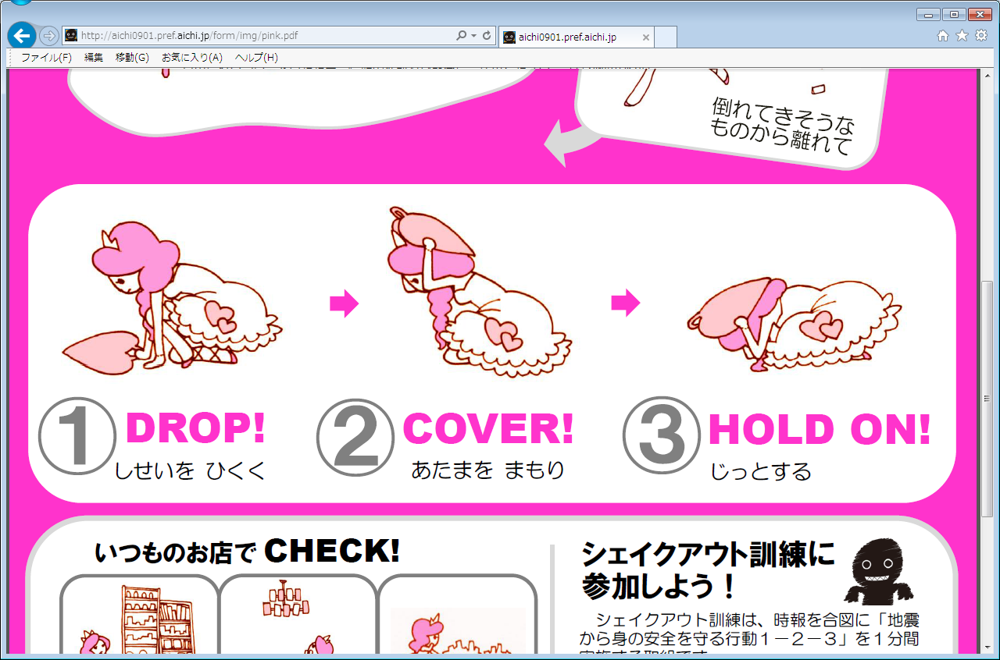 http://aichi0901.pref.aichi.jp/form/img/pink.pdf
aichi0901.pref.aichi.jp
ファイル(F) 編集 移動(G) お気に入り(A) ヘルプ(H)
倒れてきそうな
ものから離れて
1 DROP!
しせいを ひくく
2 COVER!
あたまを まもり
3 HOLD ON!
じっとする
いつものお店で CHECK!
シェイクアウト訓練に
参加しよう！
シェイクアウト訓練は、時報を合図に「地震
から身の安全を守る行動１－２－３」を１分間